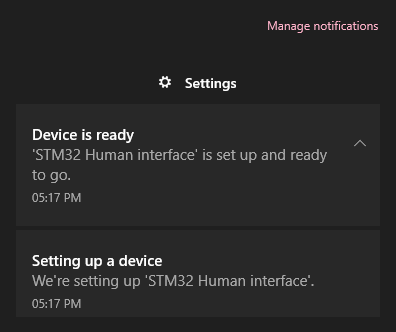 Manage notifications
Settings
Device is ready
'STM32 Human interface' is set up and ready
to go.
05:17 PM
Setting up a device
We're setting up 'STM32 Human interface'.
05:17 PM